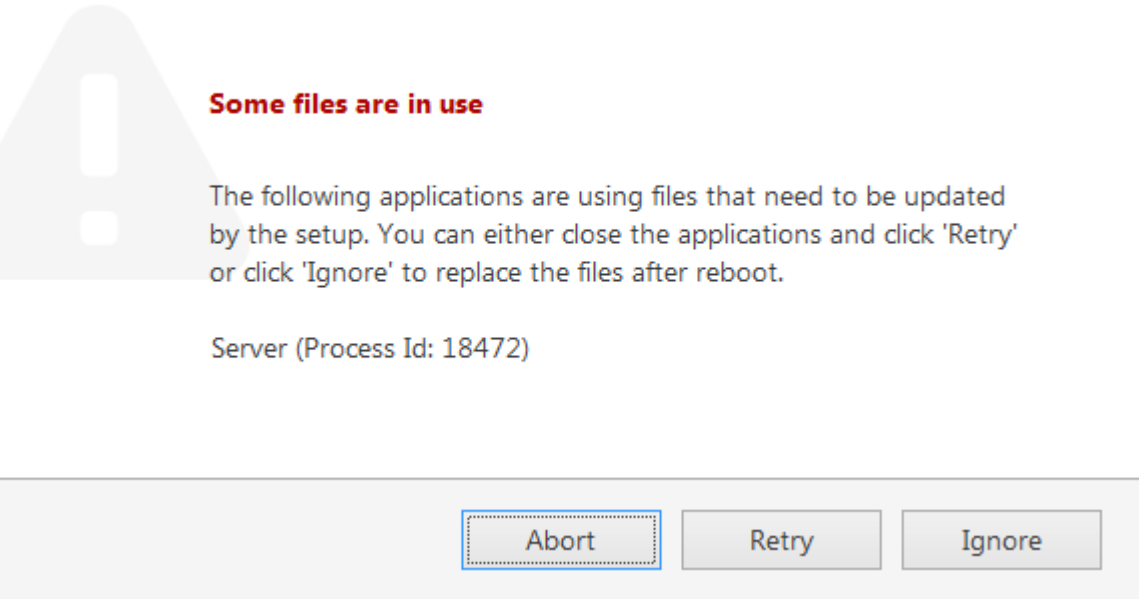 Some files are in use
The following applications are using files that need to be updated
by the setup. You can either close the applications and click 'Retry'
or click 'Ignore' to replace the files after reboot.
Server (Process Id: 18472)
Abort Retry Ignore